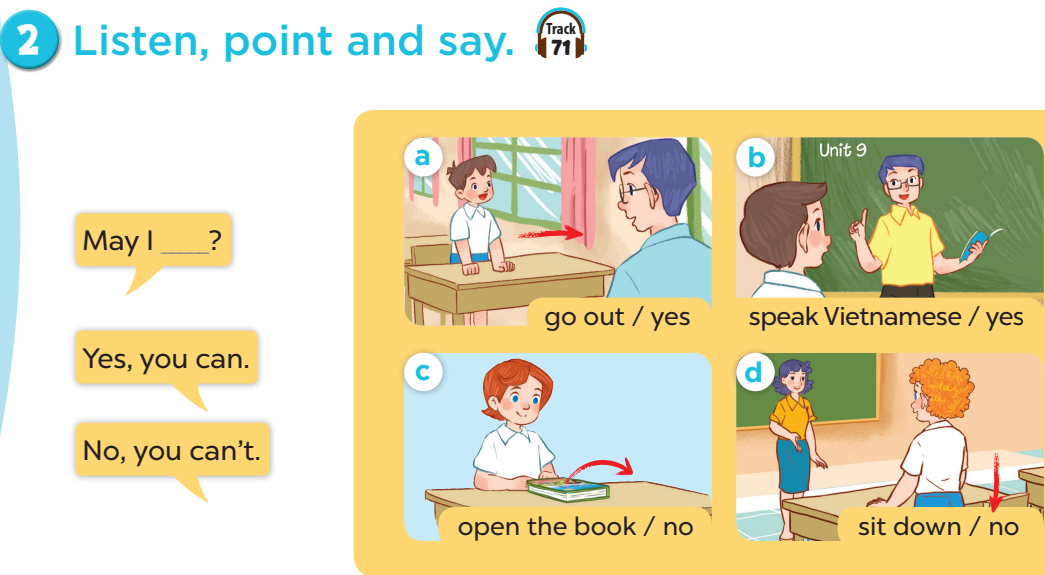 2 Listen, point and say. Track 71
May I ____?
Yes, you can.
No, you can't.
a
go out / yes
b
Unit 9
speak Vietnamese / yes
c
open the book / no
d
sit down / no